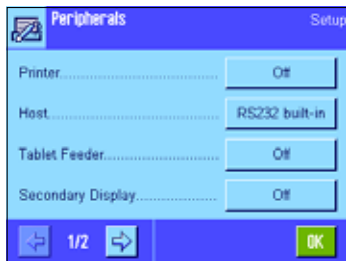 Peripherals Setup
Printer........................................ Off
Host........................................... RS232 built-in
Tablet Feeder.............................. Off
Secondary Display..................... Off
1/2 OK